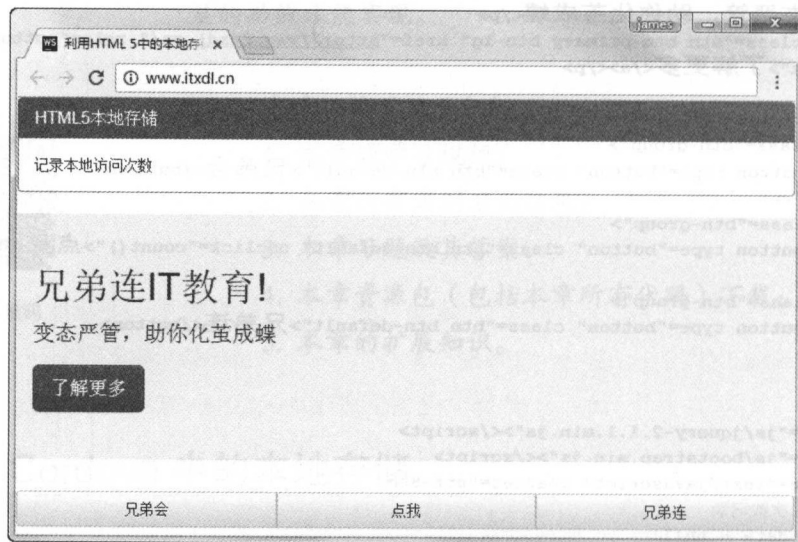 james
利用HTML 5中的本地存
www.itxdl.cn
HTML5本地存储
记录本地访问次数
兄弟连IT教育!
变态严管，助你化蛹成蝶
了解更多
兄弟会 点我 兄弟连